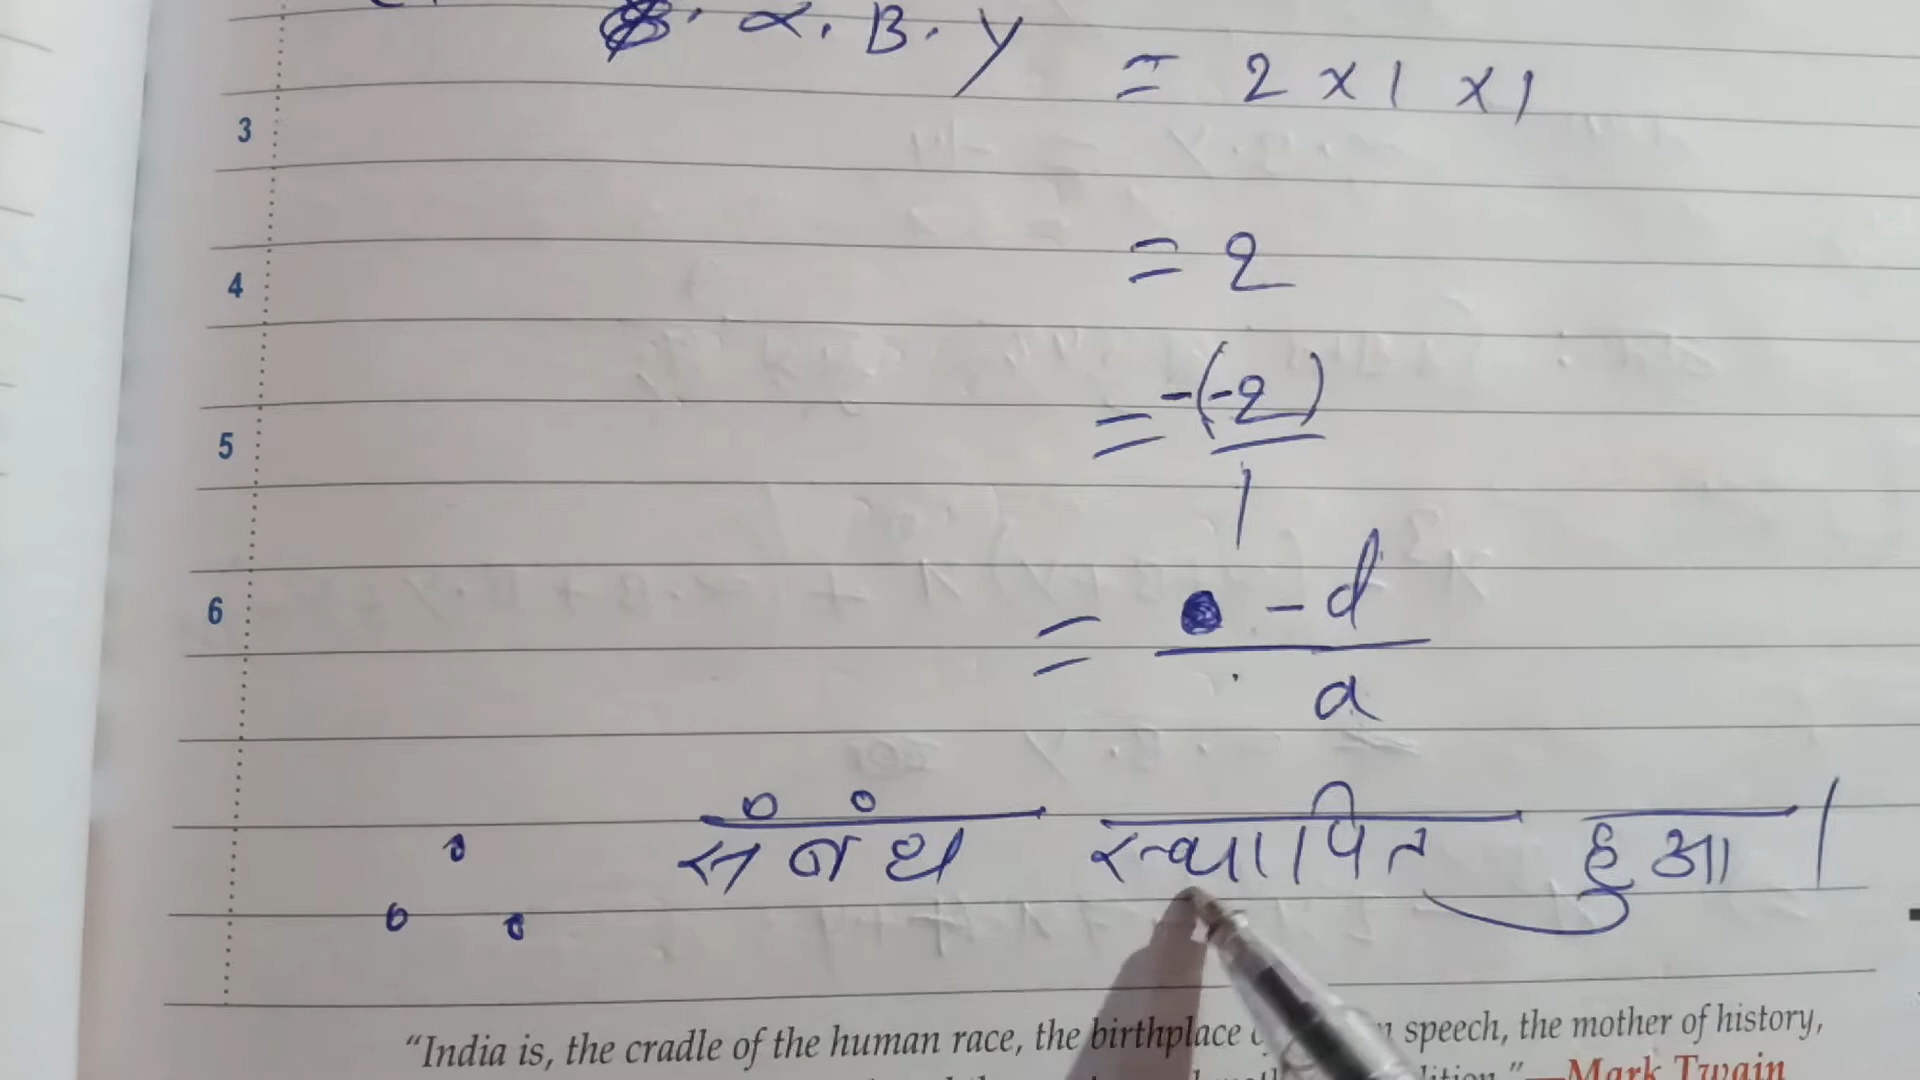 α . B . y = 2 x 1 x 1
3
= 2
4
= -(-2) / 1
5
= -d / a
6
∴ संबंध स्थापित हुआ।
“India is, the cradle of the human race, the birthplace speech, the mother of history,
Mark Twain